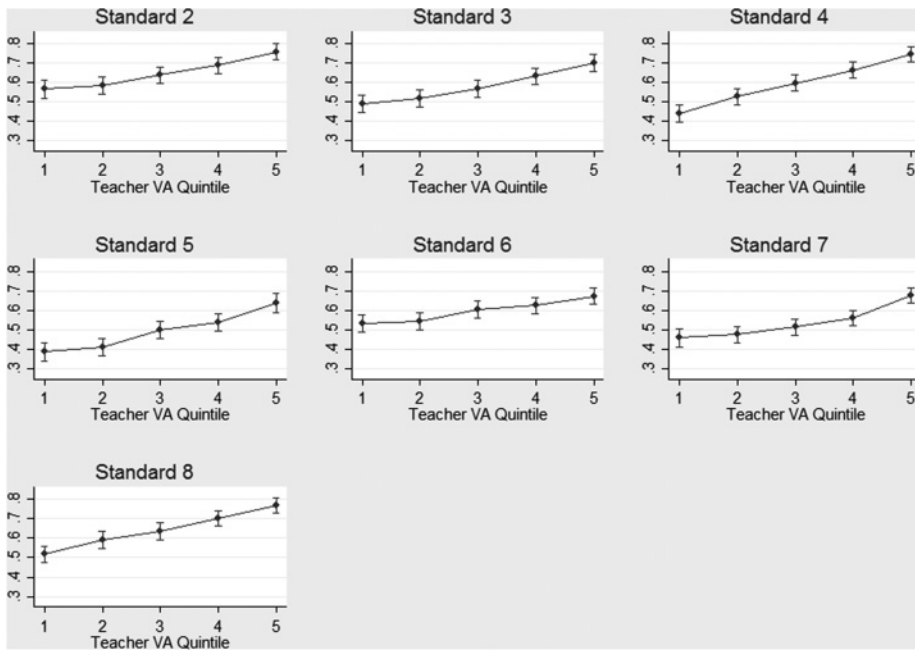 Standard 2
.3 .4 .5 .6 .7 .8
1 2 3 4 5
Teacher VA Quintile
Standard 3
.3 .4 .5 .6 .7 .8
1 2 3 4 5
Teacher VA Quintile
Standard 4
.3 .4 .5 .6 .7 .8
1 2 3 4 5
Teacher VA Quintile
Standard 5
.3 .4 .5 .6 .7 .8
1 2 3 4 5
Teacher VA Quintile
Standard 6
.3 .4 .5 .6 .7 .8
1 2 3 4 5
Teacher VA Quintile
Standard 7
.3 .4 .5 .6 .7 .8
1 2 3 4 5
Teacher VA Quintile
Standard 8
.3 .4 .5 .6 .7 .8
1 2 3 4 5
Teacher VA Quintile